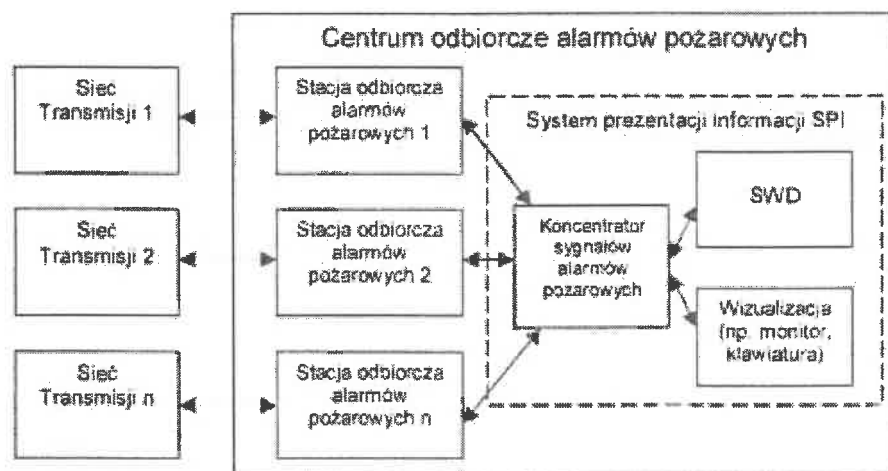 Centrum odbiorcze alarmów pożarowych
Sieć
Transmisji 1
Stacja odbiorcza
alarmów
pożarowych 1
System prezentacji informacji SPI
SWD
Sieć
Transmisji 2
Stacja odbiorcza
alarmów
pożarowych 2
Koncentrator
sygnałów
alarmów
pożarowych
Wizualizacja
(np. monitor,
klawiatura)
Sieć
Transmisji n
Stacja odbiorcza
alarmów
pożarowych n